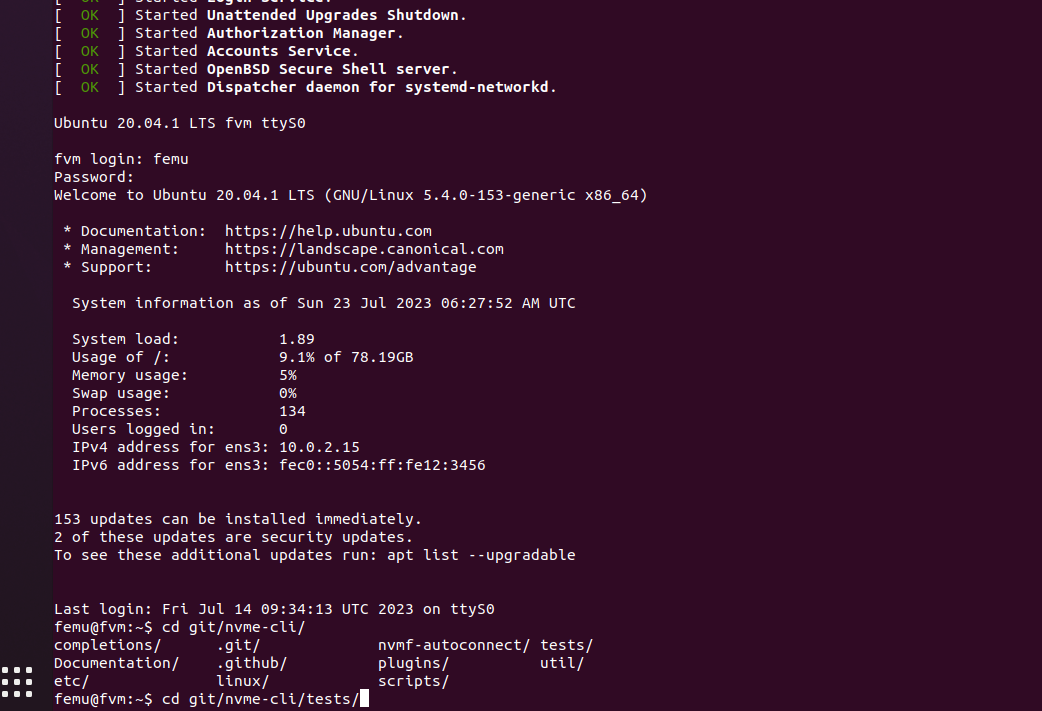 [  OK  ] Started Login Service.
[  OK  ] Started Unattended Upgrades Shutdown.
[  OK  ] Started Authorization Manager.
[  OK  ] Started Accounts Service.
[  OK  ] Started OpenBSD Secure Shell server.
[  OK  ] Started Dispatcher daemon for systemd-networkd.
Ubuntu 20.04.1 LTS fvm ttyS0
fvm login: femu
Password:
Welcome to Ubuntu 20.04.1 LTS (GNU/Linux 5.4.0-153-generic x86_64)
 * Documentation:  https://help.ubuntu.com
 * Management:     https://landscape.canonical.com
 * Support:        https://ubuntu.com/advantage
  System information as of Sun 23 Jul 2023 06:27:52 AM UTC
  System load:           1.89
  Usage of /:            9.1% of 78.19GB
  Memory usage:          5%
  Swap usage:            0%
  Processes:             134
  Users logged in:       0
  IPv4 address for ens3: 10.0.2.15
  IPv6 address for ens3: fec0::5054:ff:fe12:3456
153 updates can be installed immediately.
2 of these updates are security updates.
To see these additional updates run: apt list --upgradable
Last login: Fri Jul 14 09:34:13 UTC 2023 on ttyS0
femu@fvm:~$ cd git/nvme-cli/
completions/      .git/             nvmf-autoconnect/ tests/
Documentation/    .github/          plugins/          util/
etc/              linux/            scripts/
femu@fvm:~$ cd git/nvme-cli/tests/